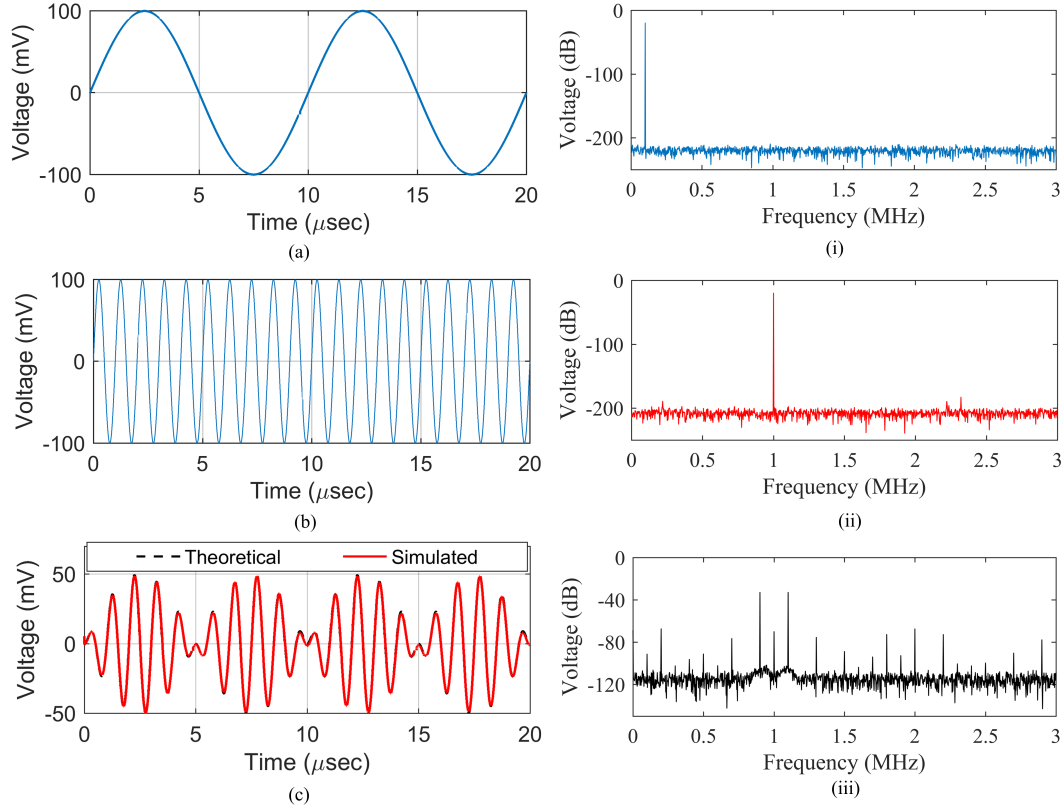 100
0
-100
Voltage (mV)
0 5 10 15 20
Time (μsec)
(a)
0
-100
-200
Voltage (dB)
0 0.5 1 1.5 2 2.5 3
Frequency (MHz)
(i)
100
0
-100
Voltage (mV)
0 5 10 15 20
Time (μsec)
(b)
0
-100
-200
Voltage (dB)
0 0.5 1 1.5 2 2.5 3
Frequency (MHz)
(ii)
Theoretical Simulated
50
0
-50
Voltage (mV)
0 5 10 15 20
Time (μsec)
(c)
0
-40
-80
-120
Voltage (dB)
0 0.5 1 1.5 2 2.5 3
Frequency (MHz)
(iii)